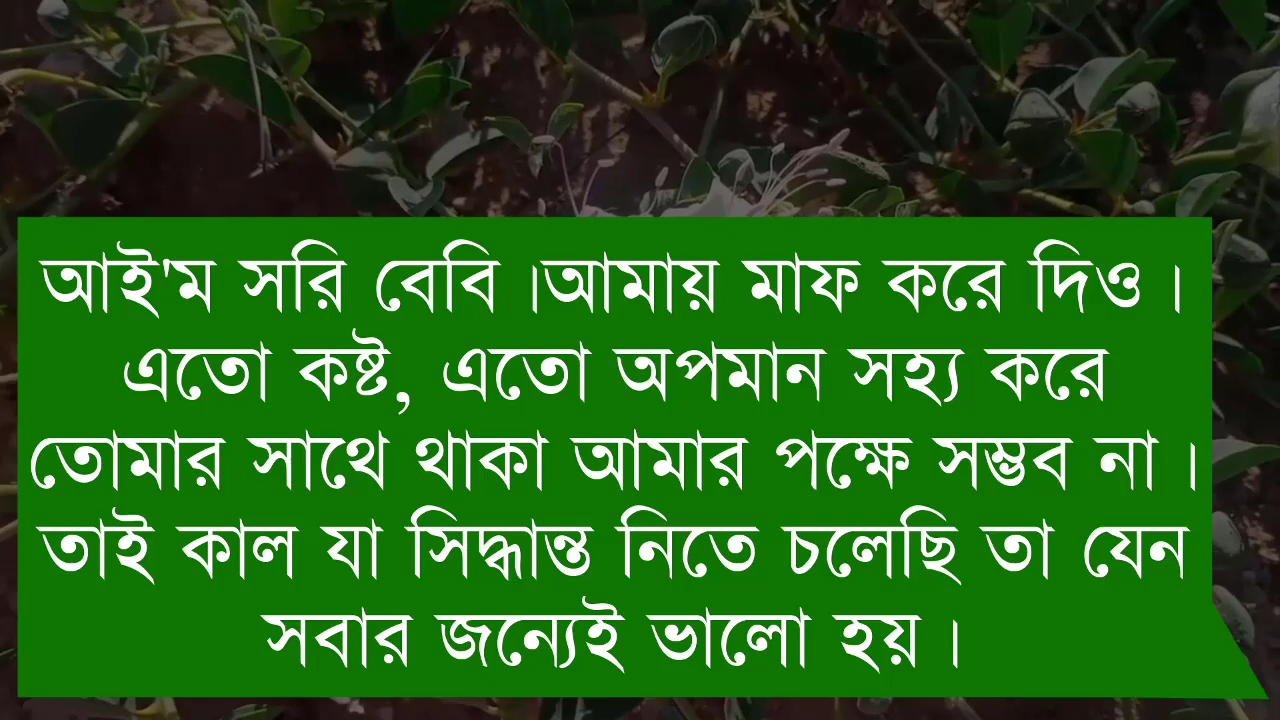 আই'ম সরি বেবি ।আমায় মাফ করে দিও ।
এতো কষ্ট, এতো অপমান সহ্য করে
তোমার সাথে থাকা আমার পক্ষে সম্ভব না ।
তাই কাল যা সিদ্ধান্ত নিতে চলেছি তা যেন
সবার জন্যেই ভালো হয় ।